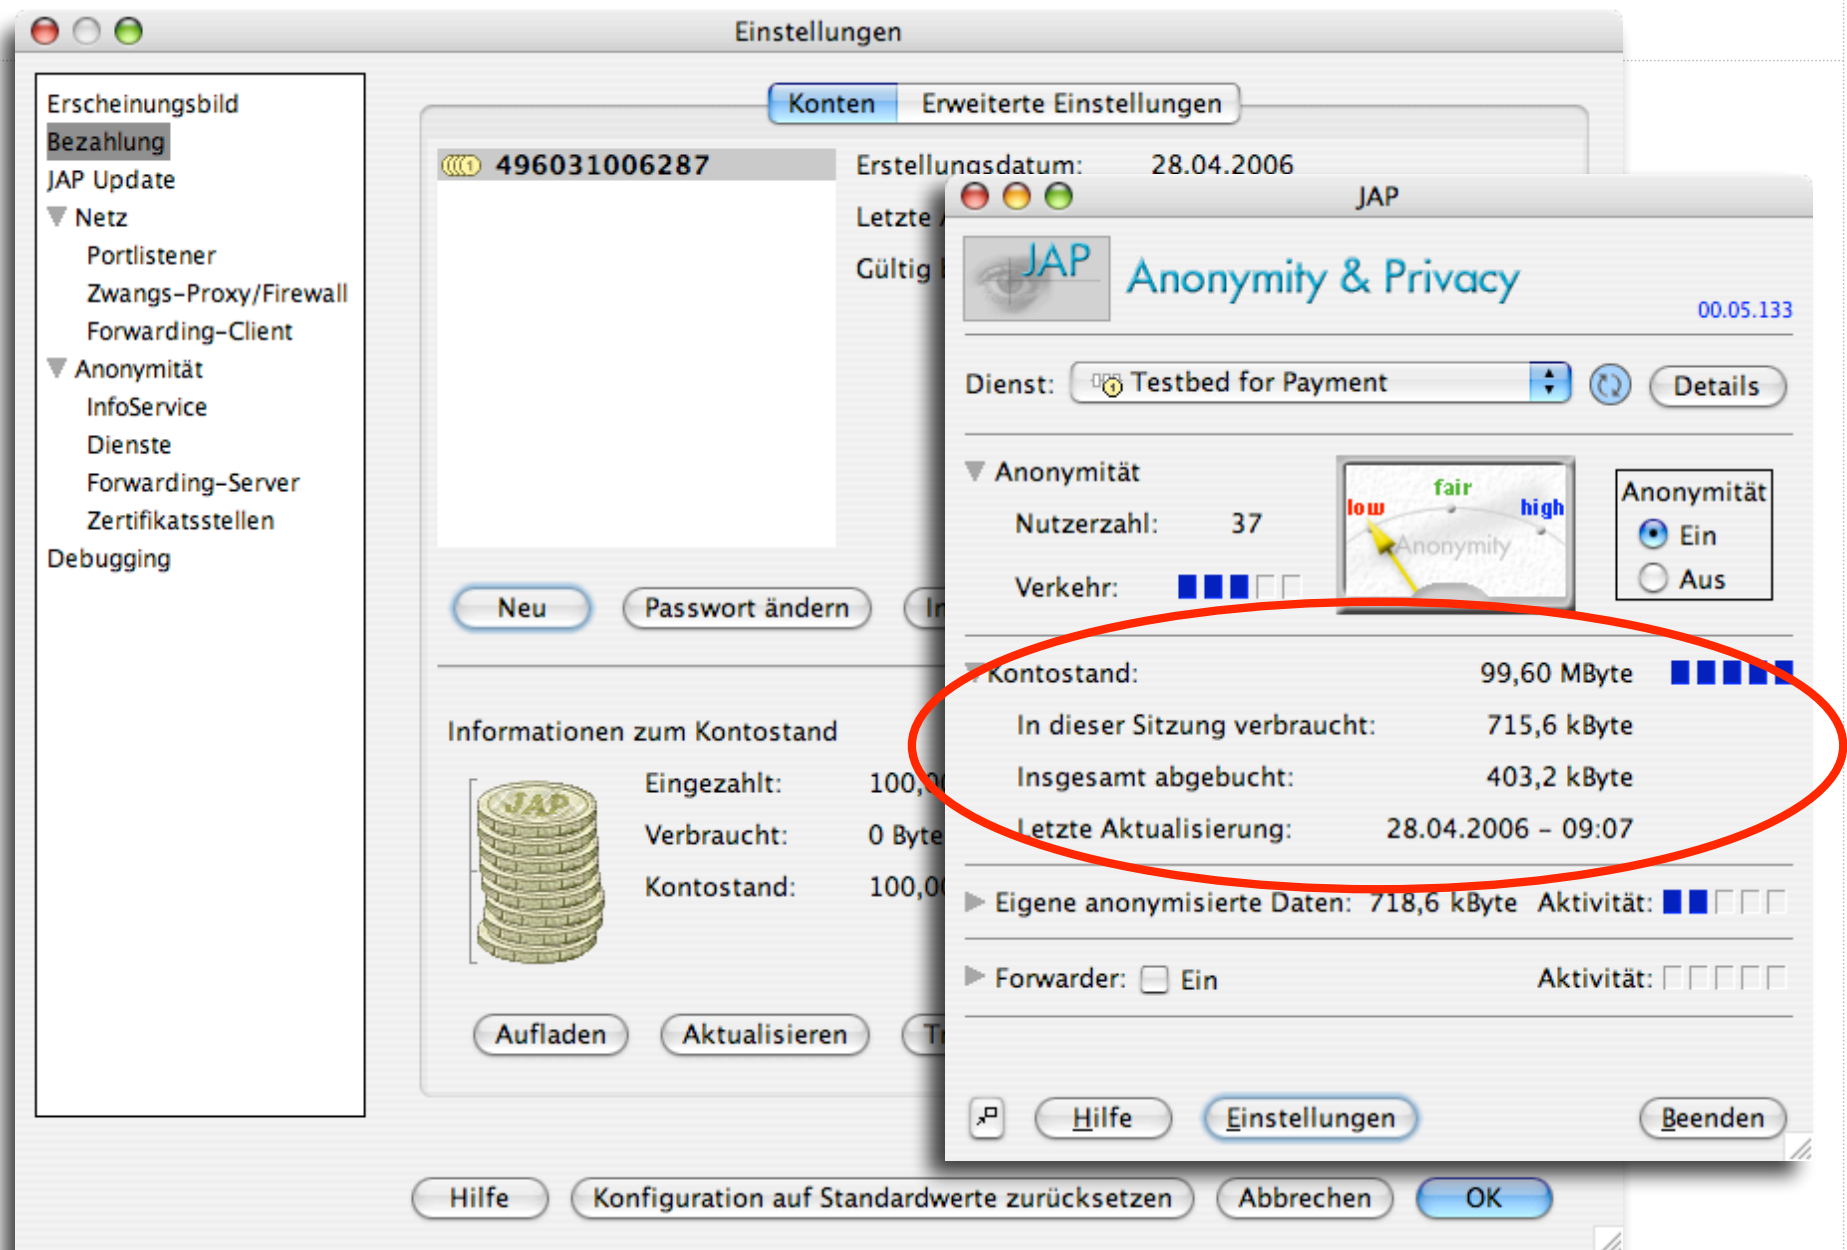 Einstellungen
Erscheinungsbild
Bezahlung
JAP Update
Netz
Portlistener
Zwangs-Proxy/Firewall
Forwarding-Client
Anonymität
InfoService
Dienste
Forwarding-Server
Zertifikatsstellen
Debugging
Konten Erweiterte Einstellungen
496031006287
Erstellungsdatum: 28.04.2006
Letzte
Gültig
Neu Passwort ändern
Informationen zum Kontostand
JAP
Eingezahlt: 100,00
Verbraucht: 0 Byte
Kontostand: 100,00
Aufladen Aktualisieren
Hilfe Konfiguration auf Standardwerte zurücksetzen Abbrechen OK
JAP
JAP Anonymity & Privacy
00.05.133
Dienst: Testbed for Payment Details
Anonymität
Nutzerzahl: 37
Verkehr:
low fair high
Anonymity
Anonymität
Ein
Aus
Kontostand: 99,60 MByte
In dieser Sitzung verbraucht: 715,6 kByte
Insgesamt abgebucht: 403,2 kByte
Letzte Aktualisierung: 28.04.2006 – 09:07
Eigene anonymisierte Daten: 718,6 kByte Aktivität:
Forwarder: Ein Aktivität:
Hilfe Einstellungen Beenden